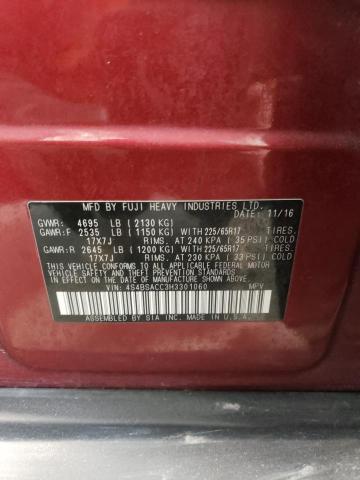 MFD BY FUJI HEAVY INDUSTRIES LTD.
DATE: 11/16
GVWR: 4695 LB (2130 KG)
GAWR:F 2535 LB (1150 KG) WITH 225/65R17 TIRES.
17X7J RIMS. AT 240 KPA (35 PSI) COLD
GAWR:R 2645 LB (1200 KG) WITH 225/65R17 TIRES.
17X7J RIMS. AT 230 KPA (33 PSI) COLD
THIS VEHICLE CONFORMS TO ALL APPLICABLE FEDERAL MOTOR
VEHICLE SAFETY AND THEFT PREVENTION STANDARDS IN
EFFECT ON THE DATE OF MANUFACTURE SHOWN ABOVE.
VIN: 4S4BSACC3H3301060 MPV
ASSEMBLED BY SIA INC. MADE IN U.S.A.